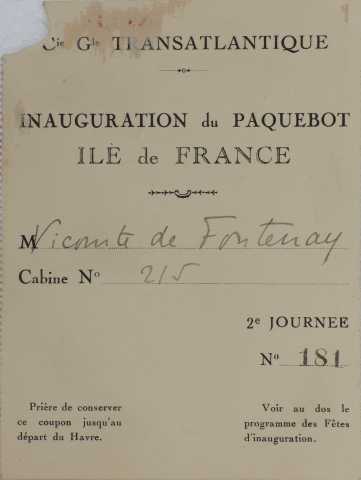 Cie Gle TRANSATLANTIQUE
INAUGURATION du PAQUEBOT
ILE de FRANCE
M Vicomte de Fontenay
Cabine No 215
2e JOURNEE
No 181
Prière de conserver
ce coupon jusqu'au
départ du Havre.
Voir au dos le
programme des Fêtes
d'inauguration.